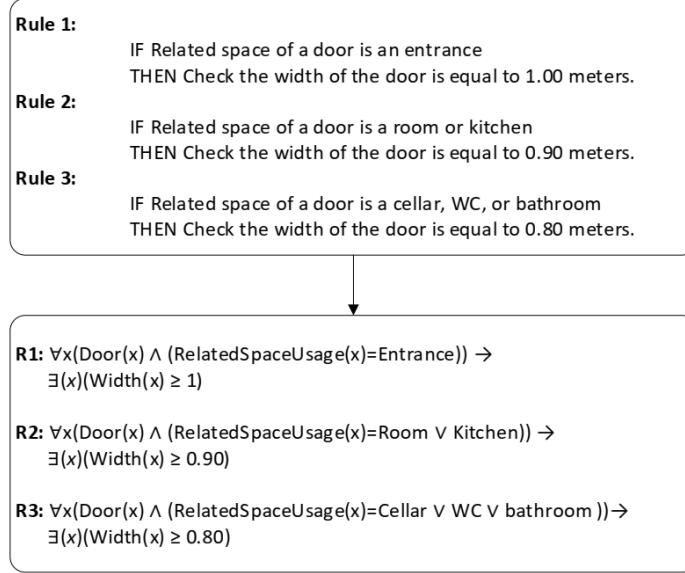 Rule 1:
IF Related space of a door is an entrance
THEN Check the width of the door is equal to 1.00 meters.
Rule 2:
IF Related space of a door is a room or kitchen
THEN Check the width of the door is equal to 0.90 meters.
Rule 3:
IF Related space of a door is a cellar, WC, or bathroom
THEN Check the width of the door is equal to 0.80 meters.
R1: ∀x(Door(x) ∧ (RelatedSpaceUsage(x)=Entrance)) →
∃(x)(Width(x) ≥ 1)
R2: ∀x(Door(x) ∧ (RelatedSpaceUsage(x)=Room ∨ Kitchen)) →
∃(x)(Width(x) ≥ 0.90)
R3: ∀x(Door(x) ∧ (RelatedSpaceUsage(x)=Cellar ∨ WC ∨ bathroom ))→
∃(x)(Width(x) ≥ 0.80)